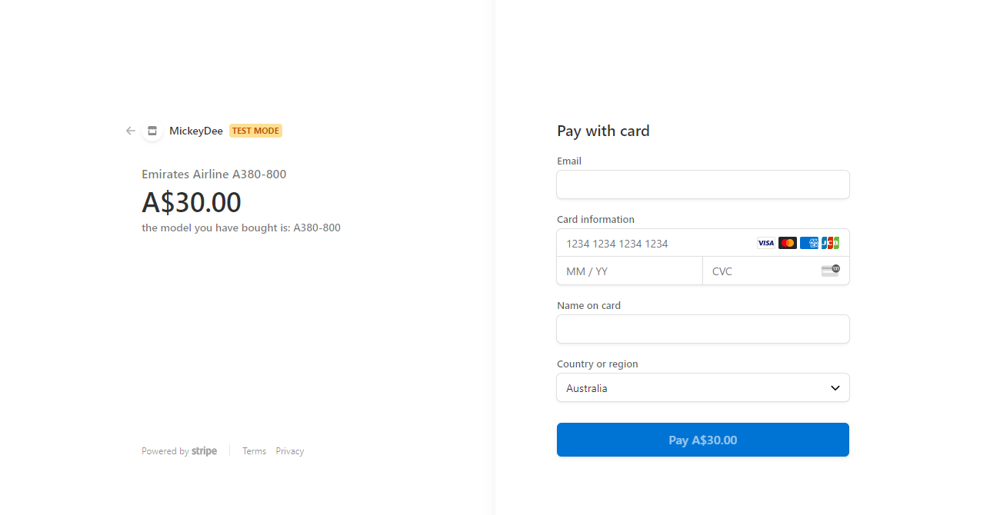 MickeyDee TEST MODE
Emirates Airline A380-800
A$30.00
the model you have bought is: A380-800
Powered by stripe
Terms Privacy
Pay with card
Email
Card information
1234 1234 1234 1234 VISA
MM / YY CVC
Name on card
Country or region
Australia
Pay A$30.00